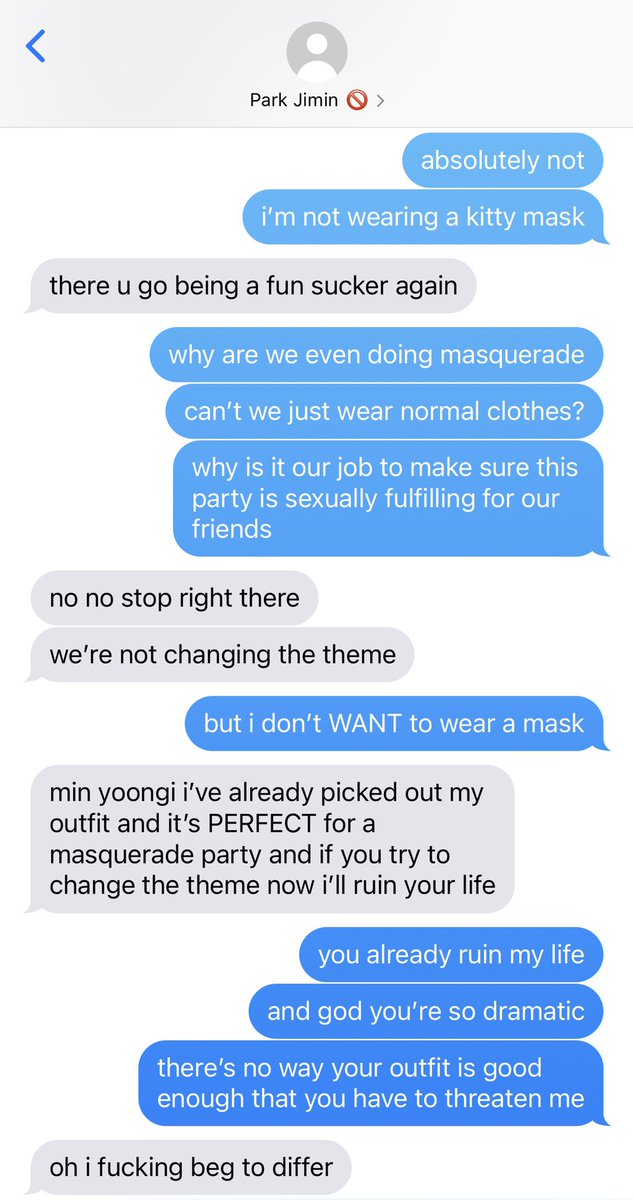 Park Jimin 🚫 >
absolutely not
i’m not wearing a kitty mask
there u go being a fun sucker again
why are we even doing masquerade
can’t we just wear normal clothes?
why is it our job to make sure this
party is sexually fulfilling for our
friends
no no stop right there
we’re not changing the theme
but i don’t WANT to wear a mask
min yoongi i’ve already picked out my
outfit and it’s PERFECT for a
masquerade party and if you try to
change the theme now i’ll ruin your life
you already ruin my life
and god you’re so dramatic
there’s no way your outfit is good
enough that you have to threaten me
oh i fucking beg to differ